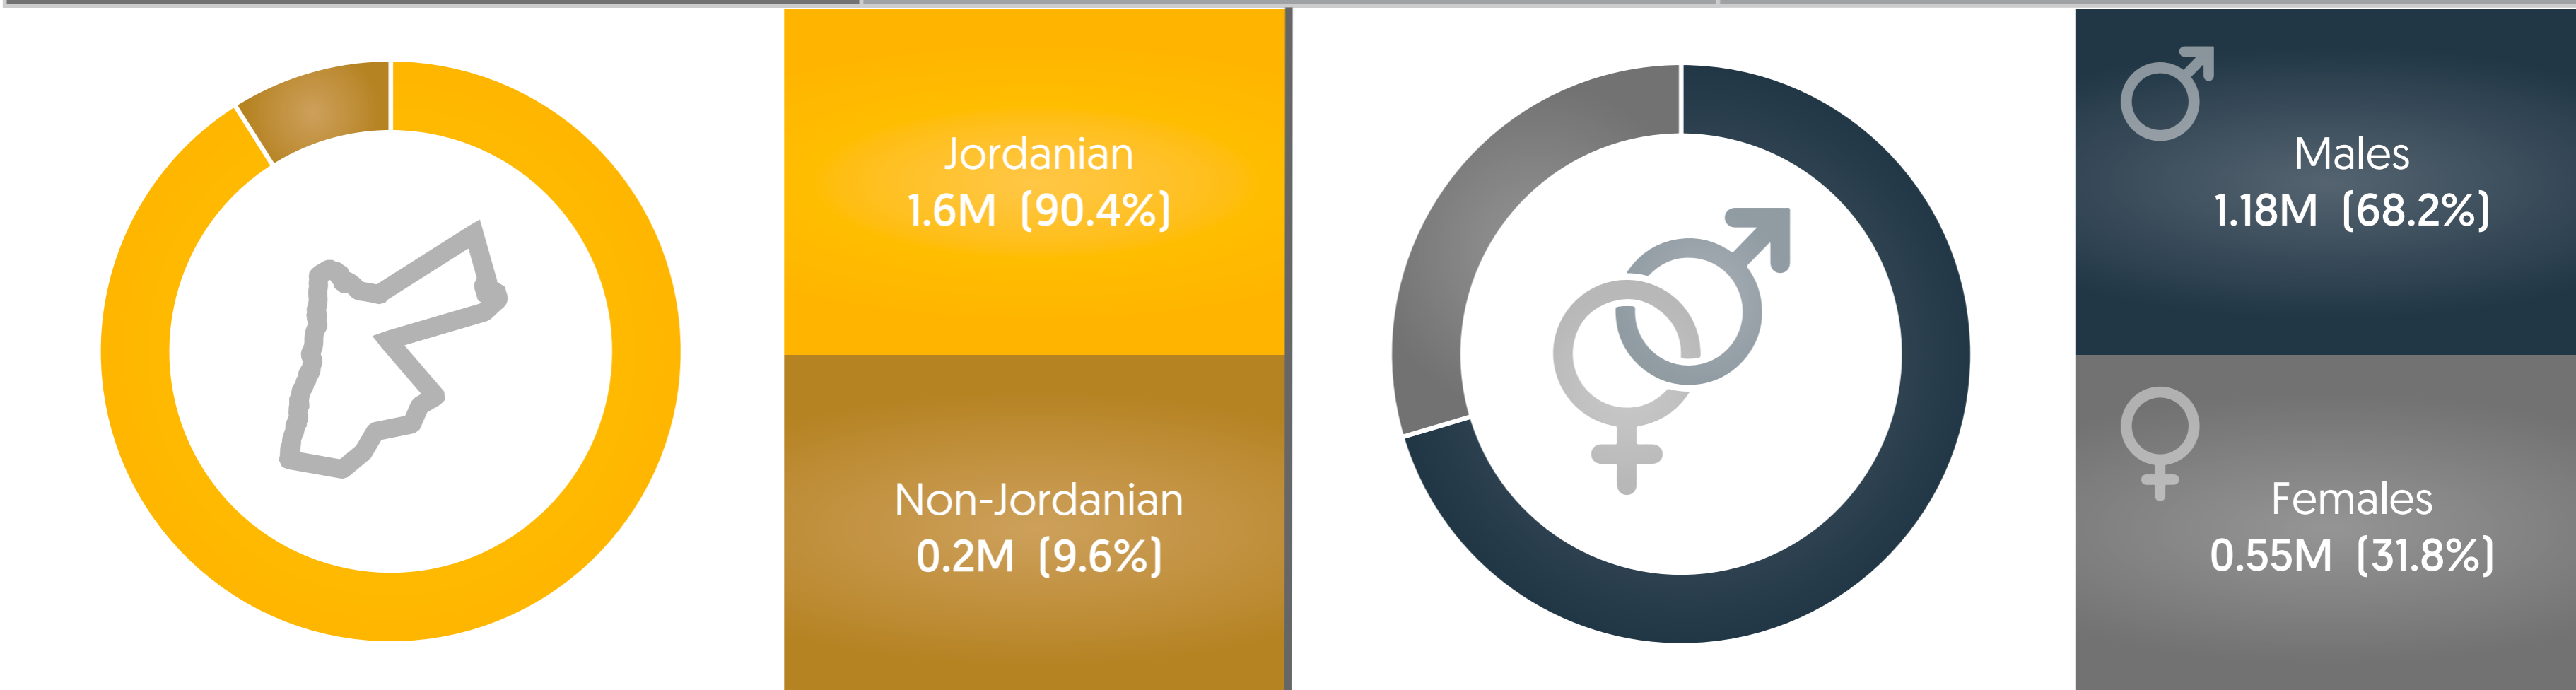 Jordanian
1.6M (90.4%)
Non-Jordanian
0.2M (9.6%)
Males
1.18M (68.2%)
Females
0.55M (31.8%)